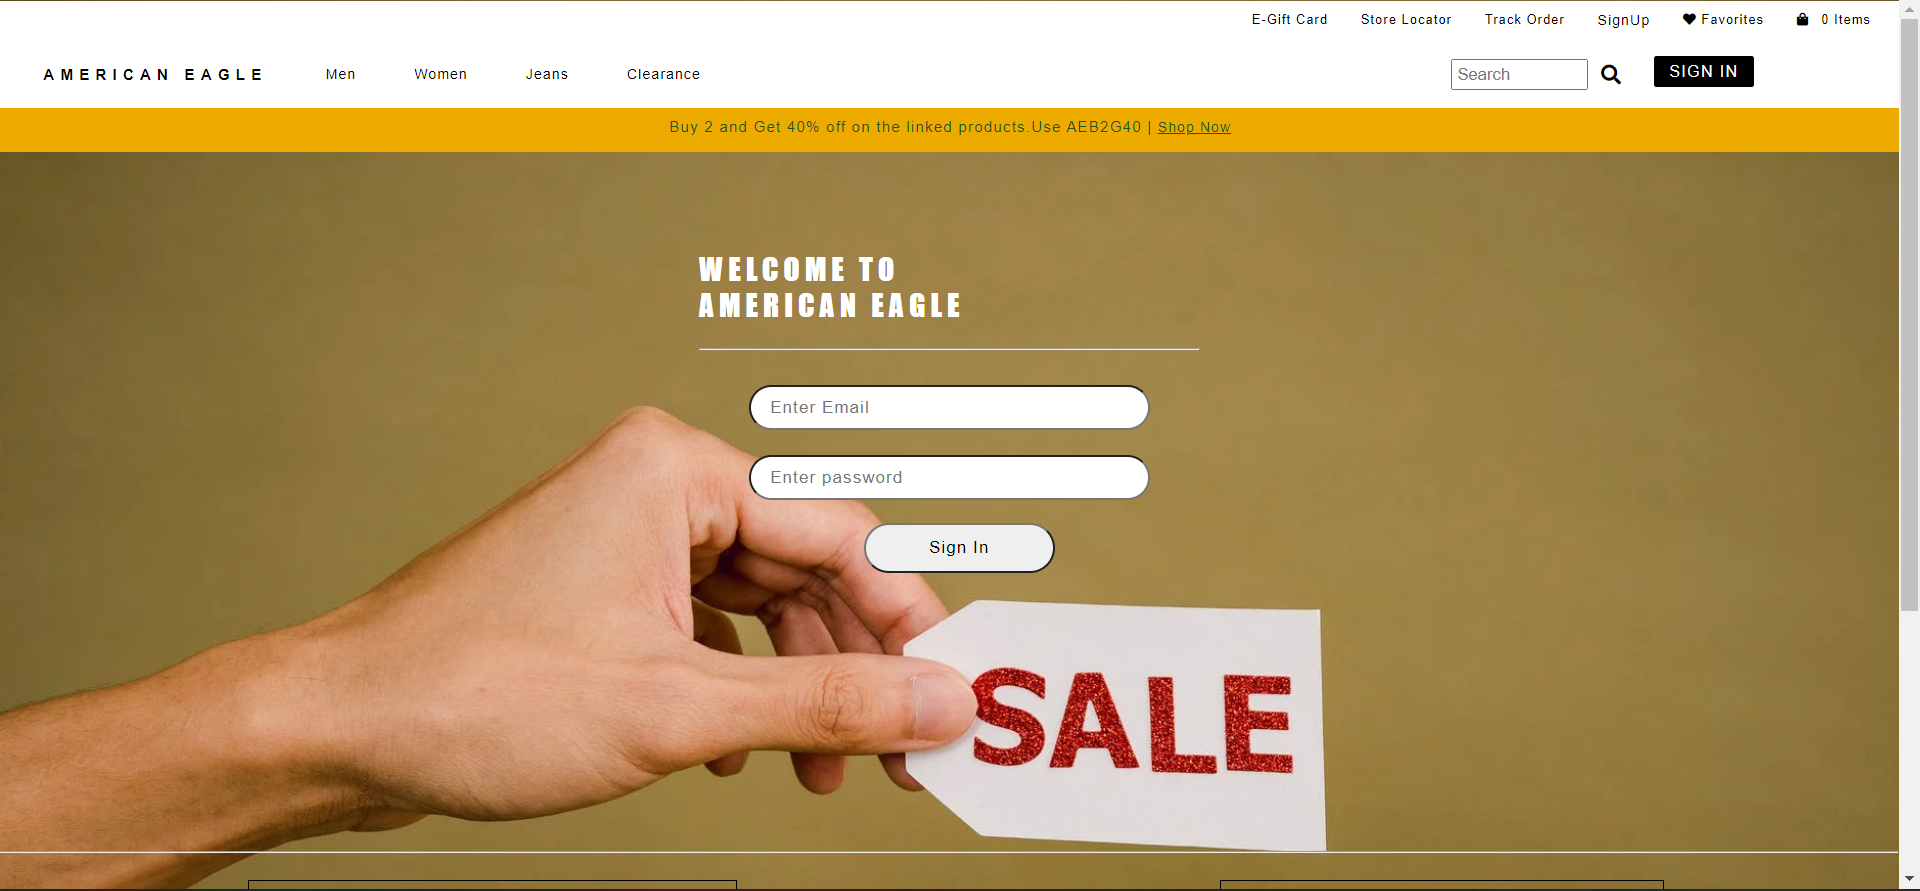 E-Gift Card Store Locator Track Order SignUp Favorites 0 Items
AMERICAN EAGLE Men Women Jeans Clearance Search SIGN IN
Buy 2 and Get 40% off on the linked products.Use AEB2G40 | Shop Now
WELCOME TO
AMERICAN EAGLE
Enter Email
Enter password
Sign In
SALE